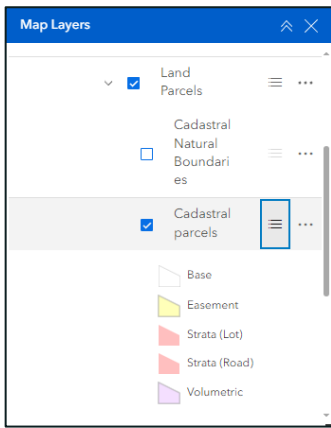 Map Layers
Land
Parcels
Cadastral
Natural
Boundari
es
Cadastral
parcels
Base
Easement
Strata (Lot)
Strata (Road)
Volumetric